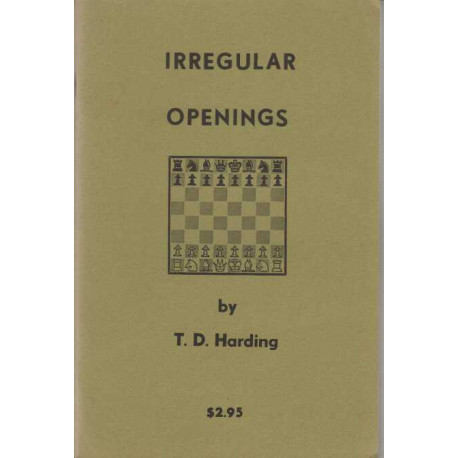 IRREGULAR
OPENINGS
by
T. D. Harding
$2.95